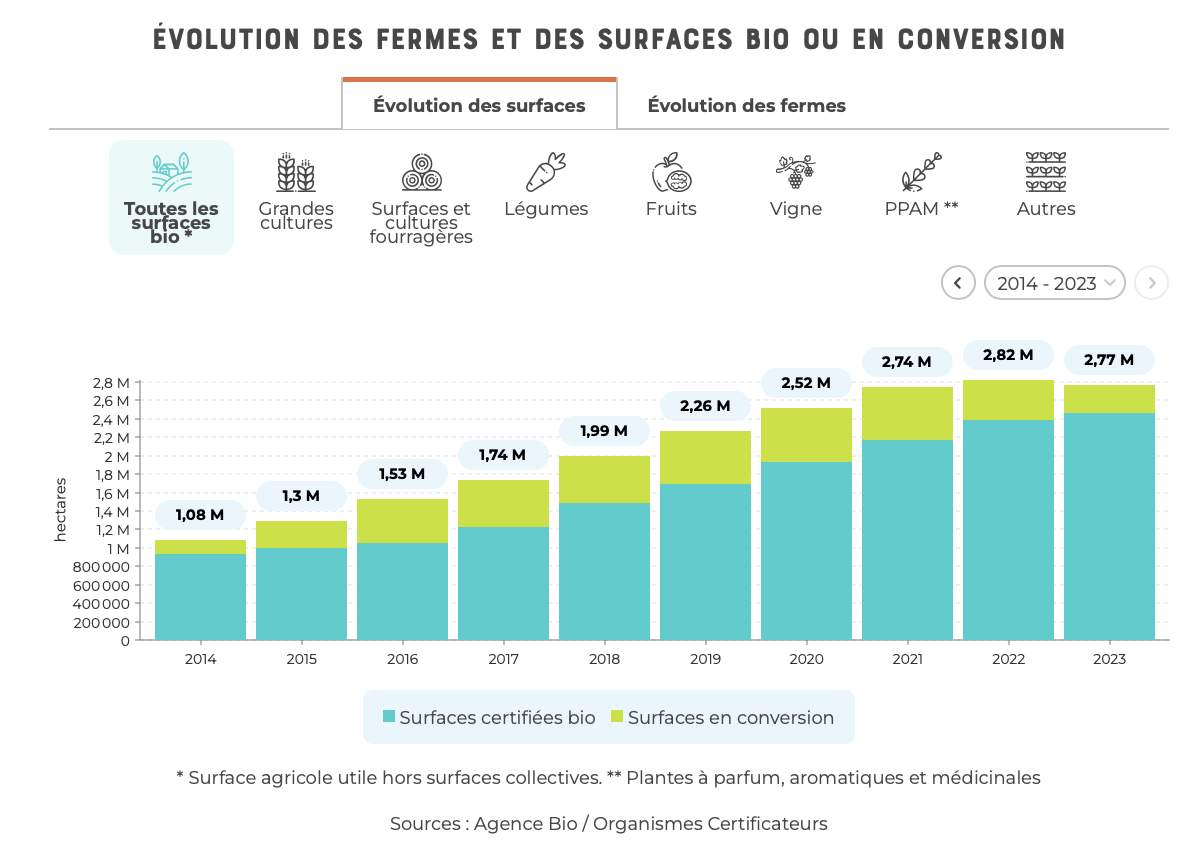 ÉVOLUTION DES FERMES ET DES SURFACES BIO OU EN CONVERSION
Évolution des surfaces
Évolution des fermes
Toutes les
surfaces
bio *
Grandes
cultures
Surfaces et
cultures
fourragères
Légumes
Fruits
Vigne
PPAM **
Autres
2014 - 2023
hectares
2,8 M
2,6 M
2,4 M
2,2 M
2 M
1,8 M
1,6 M
1,4 M
1,2 M
1 M
800 000
600 000
400 000
200 000
0
1,08 M
1,3 M
1,53 M
1,74 M
1,99 M
2,26 M
2,52 M
2,74 M
2,82 M
2,77 M
2014
2015
2016
2017
2018
2019
2020
2021
2022
2023
Surfaces certifiées bio
Surfaces en conversion
* Surface agricole utile hors surfaces collectives. ** Plantes à parfum, aromatiques et médicinales
Sources : Agence Bio / Organismes Certificateurs